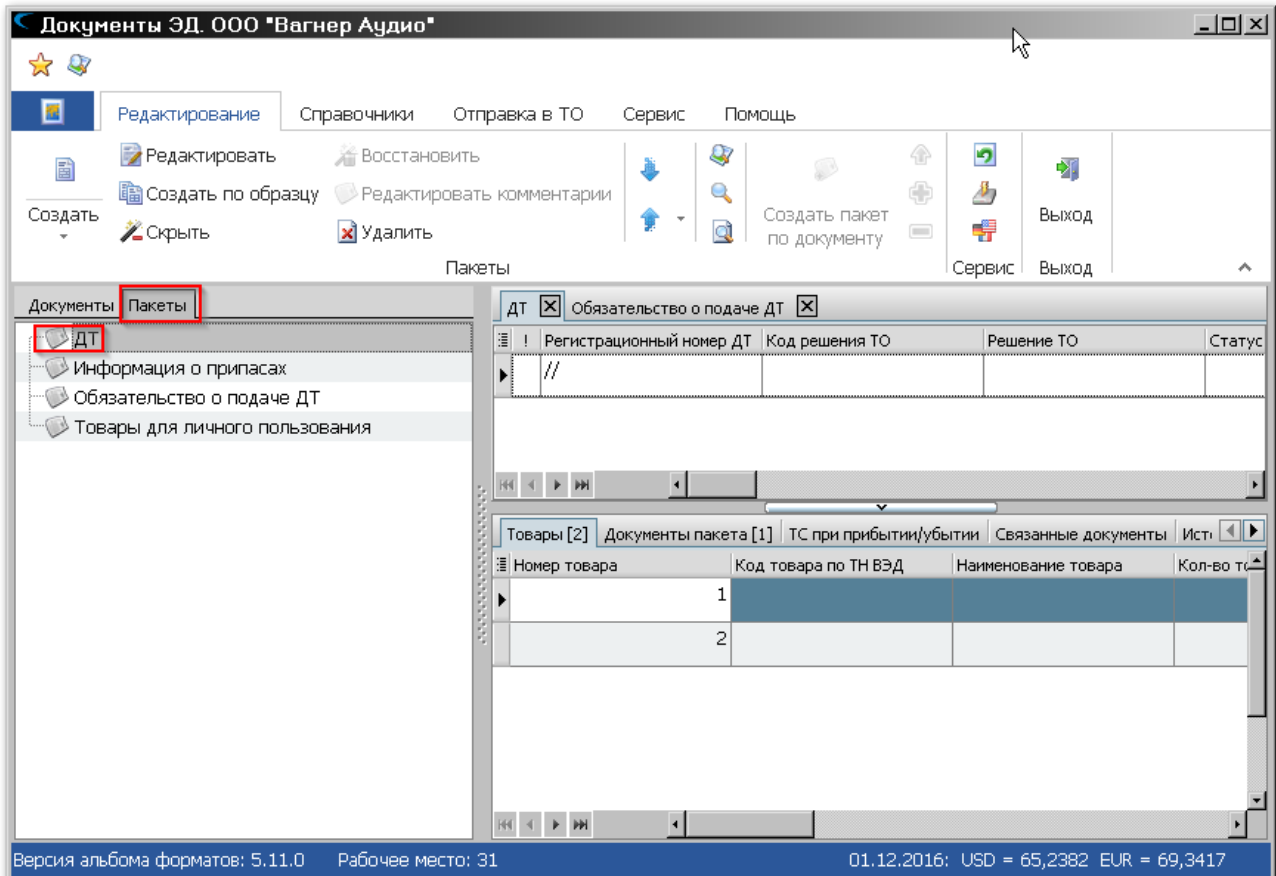 Документы ЭД. ООО "Вагнер Аудио"
Редактирование Справочники Отправка в ТО Сервис Помощь
Создать
Редактировать
Создать по образцу
Скрыть
Восстановить
Редактировать комментарии
Удалить
Создать пакет
по документу
Выход
Пакеты Сервис Выход
Документы Пакеты
ДТ
Информация о припасах
Обязательство о подаче ДТ
Товары для личного пользования
ДТ Обязательство о подаче ДТ
! Регистрационный номер ДТ Код решения ТО Решение ТО Статус
//
Товары [2] Документы пакета [1] ТС при прибытии/убытии Связанные документы Исто
Номер товара Код товара по ТН ВЭД Наименование товара Кол-во то
1
2
Версия альбома форматов: 5.11.0 Рабочее место: 31 01.12.2016: USD = 65,2382 EUR = 69,3417